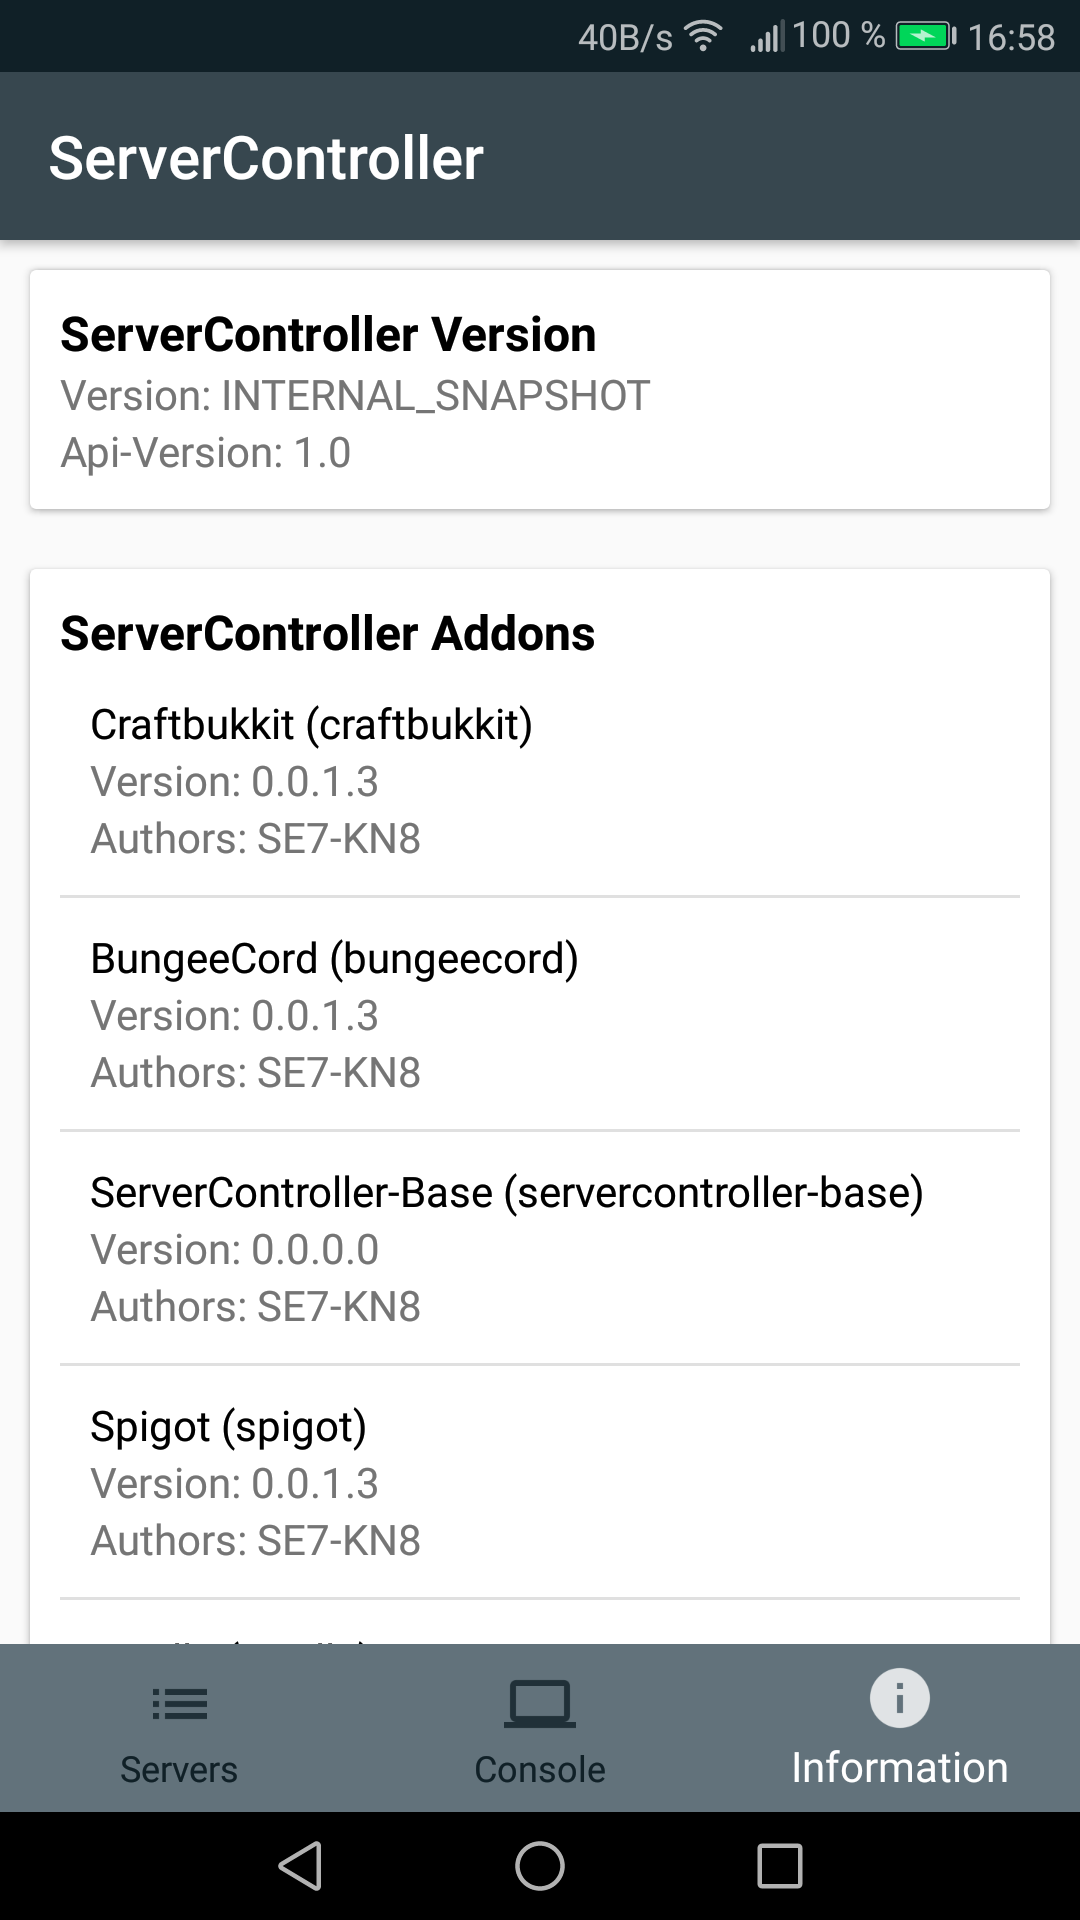 40B/s 100 % 16:58
ServerController
ServerController Version
Version: INTERNAL_SNAPSHOT
Api-Version: 1.0
ServerController Addons
Craftbukkit (craftbukkit)
Version: 0.0.1.3
Authors: SE7-KN8
BungeeCord (bungeecord)
Version: 0.0.1.3
Authors: SE7-KN8
ServerController-Base (servercontroller-base)
Version: 0.0.0.0
Authors: SE7-KN8
Spigot (spigot)
Version: 0.0.1.3
Authors: SE7-KN8
Servers Console Information